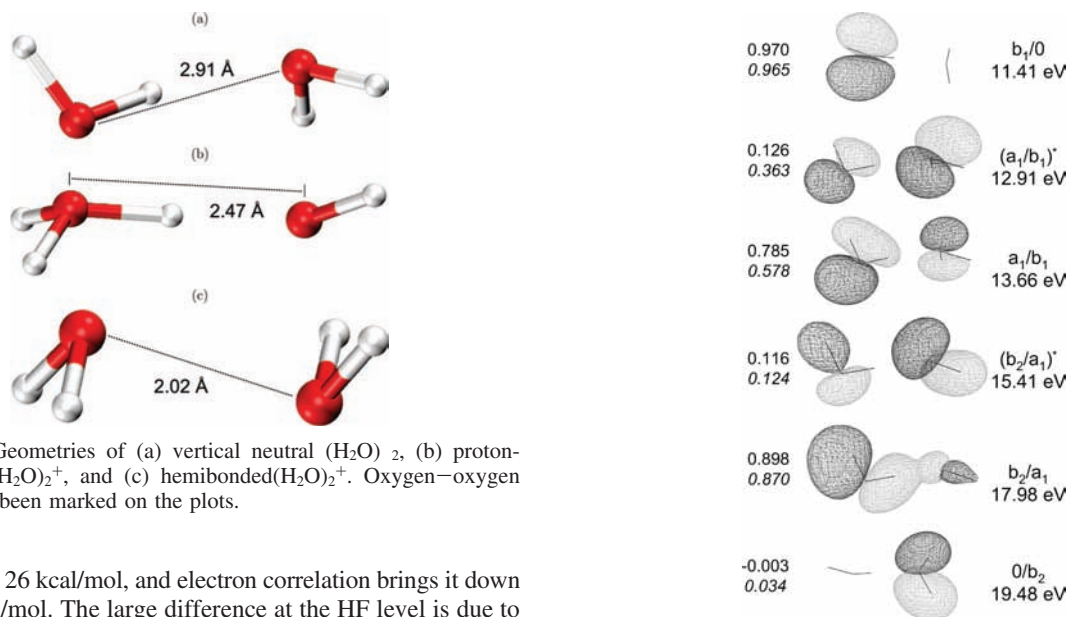 (a)
2.91 Å
(b)
2.47 Å
(c)
2.02 Å
Geometries of (a) vertical neutral (H₂O) ₂, (b) proton-
H₂O)₂⁺, and (c) hemibonded(H₂O)₂⁺. Oxygen−oxygen
been marked on the plots.
26 kcal/mol, and electron correlation brings it down
/mol. The large difference at the HF level is due to
0.970
0.965
b₁/0
11.41 eV
0.126
0.363
(a₁/b₁)*
12.91 eV
0.785
0.578
a₁/b₁
13.66 eV
0.116
0.124
(b₂/a₁)*
15.41 eV
0.898
0.870
b₂/a₁
17.98 eV
-0.003
0.034
0/b₂
19.48 eV